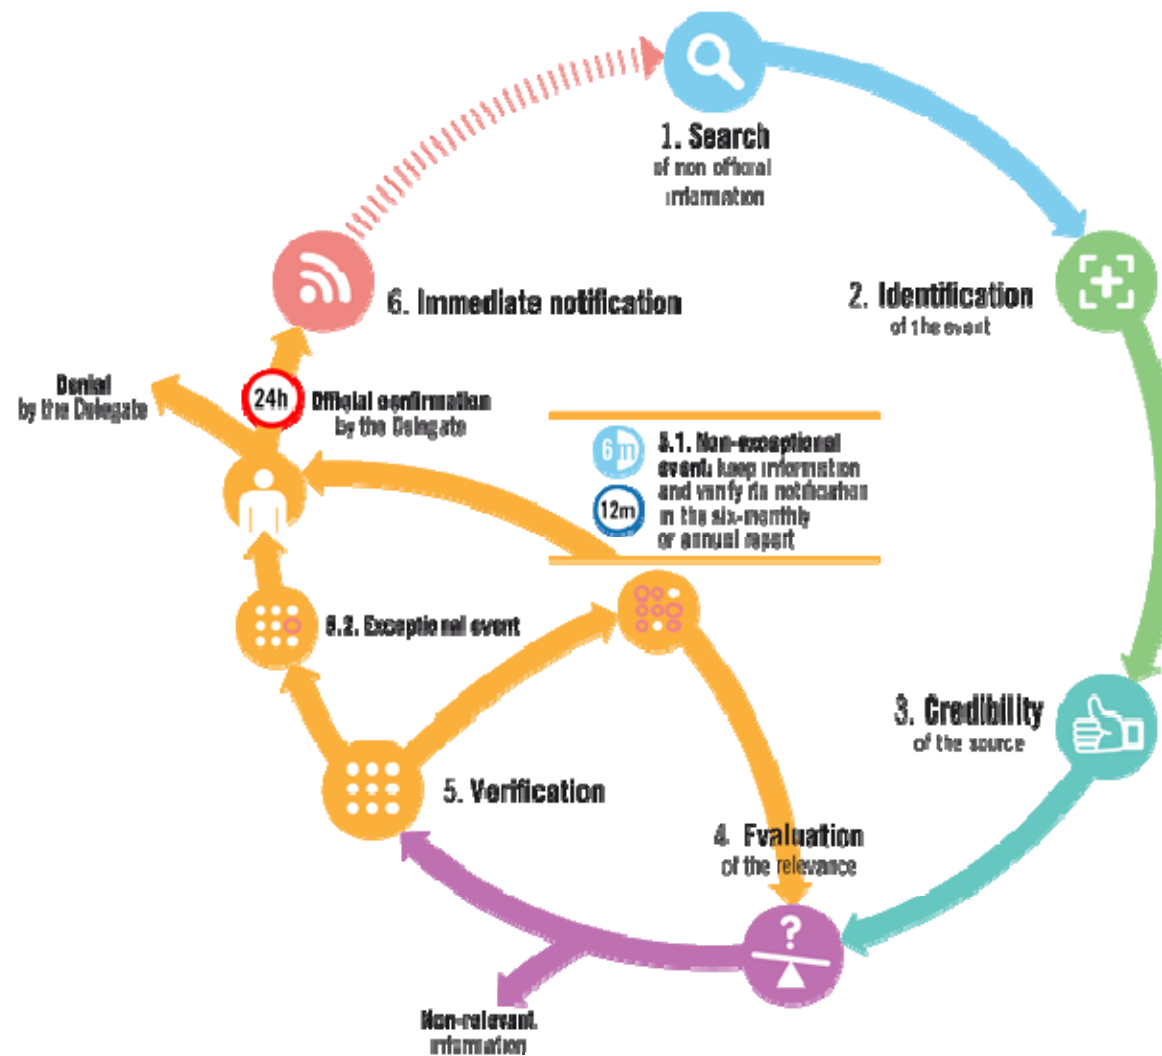 1. Search
of non official
information
2. Identification
of the event
6. Immediate notification
Denial
by the Delegate
24h
Official confirmation
by the Delegate
6m
5.1. Non-exceptional
event: keep information
and verify its notification
in the six-monthly
or annual report
12m
5.2. Exceptional event
3. Credibility
of the source
5. Verification
4 Evaluation
of the relevance
?
Non-relevant
information